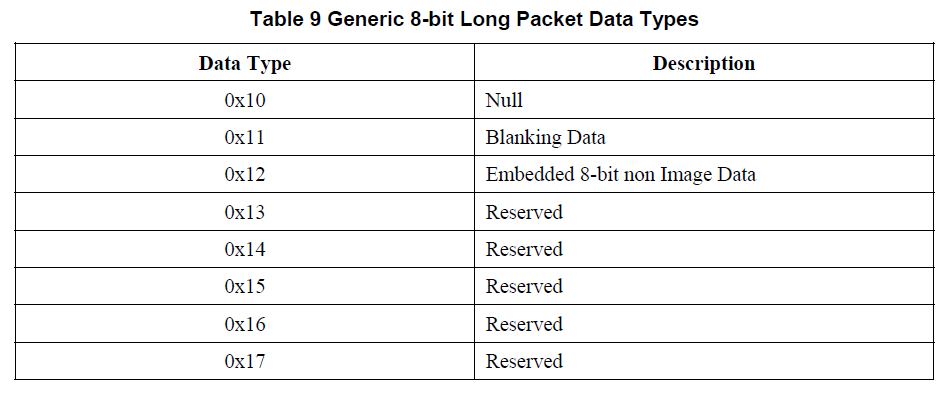 Table 9 Generic 8-bit Long Packet Data Types
Data Type Description
0x10 Null
0x11 Blanking Data
0x12 Embedded 8-bit non Image Data
0x13 Reserved
0x14 Reserved
0x15 Reserved
0x16 Reserved
0x17 Reserved